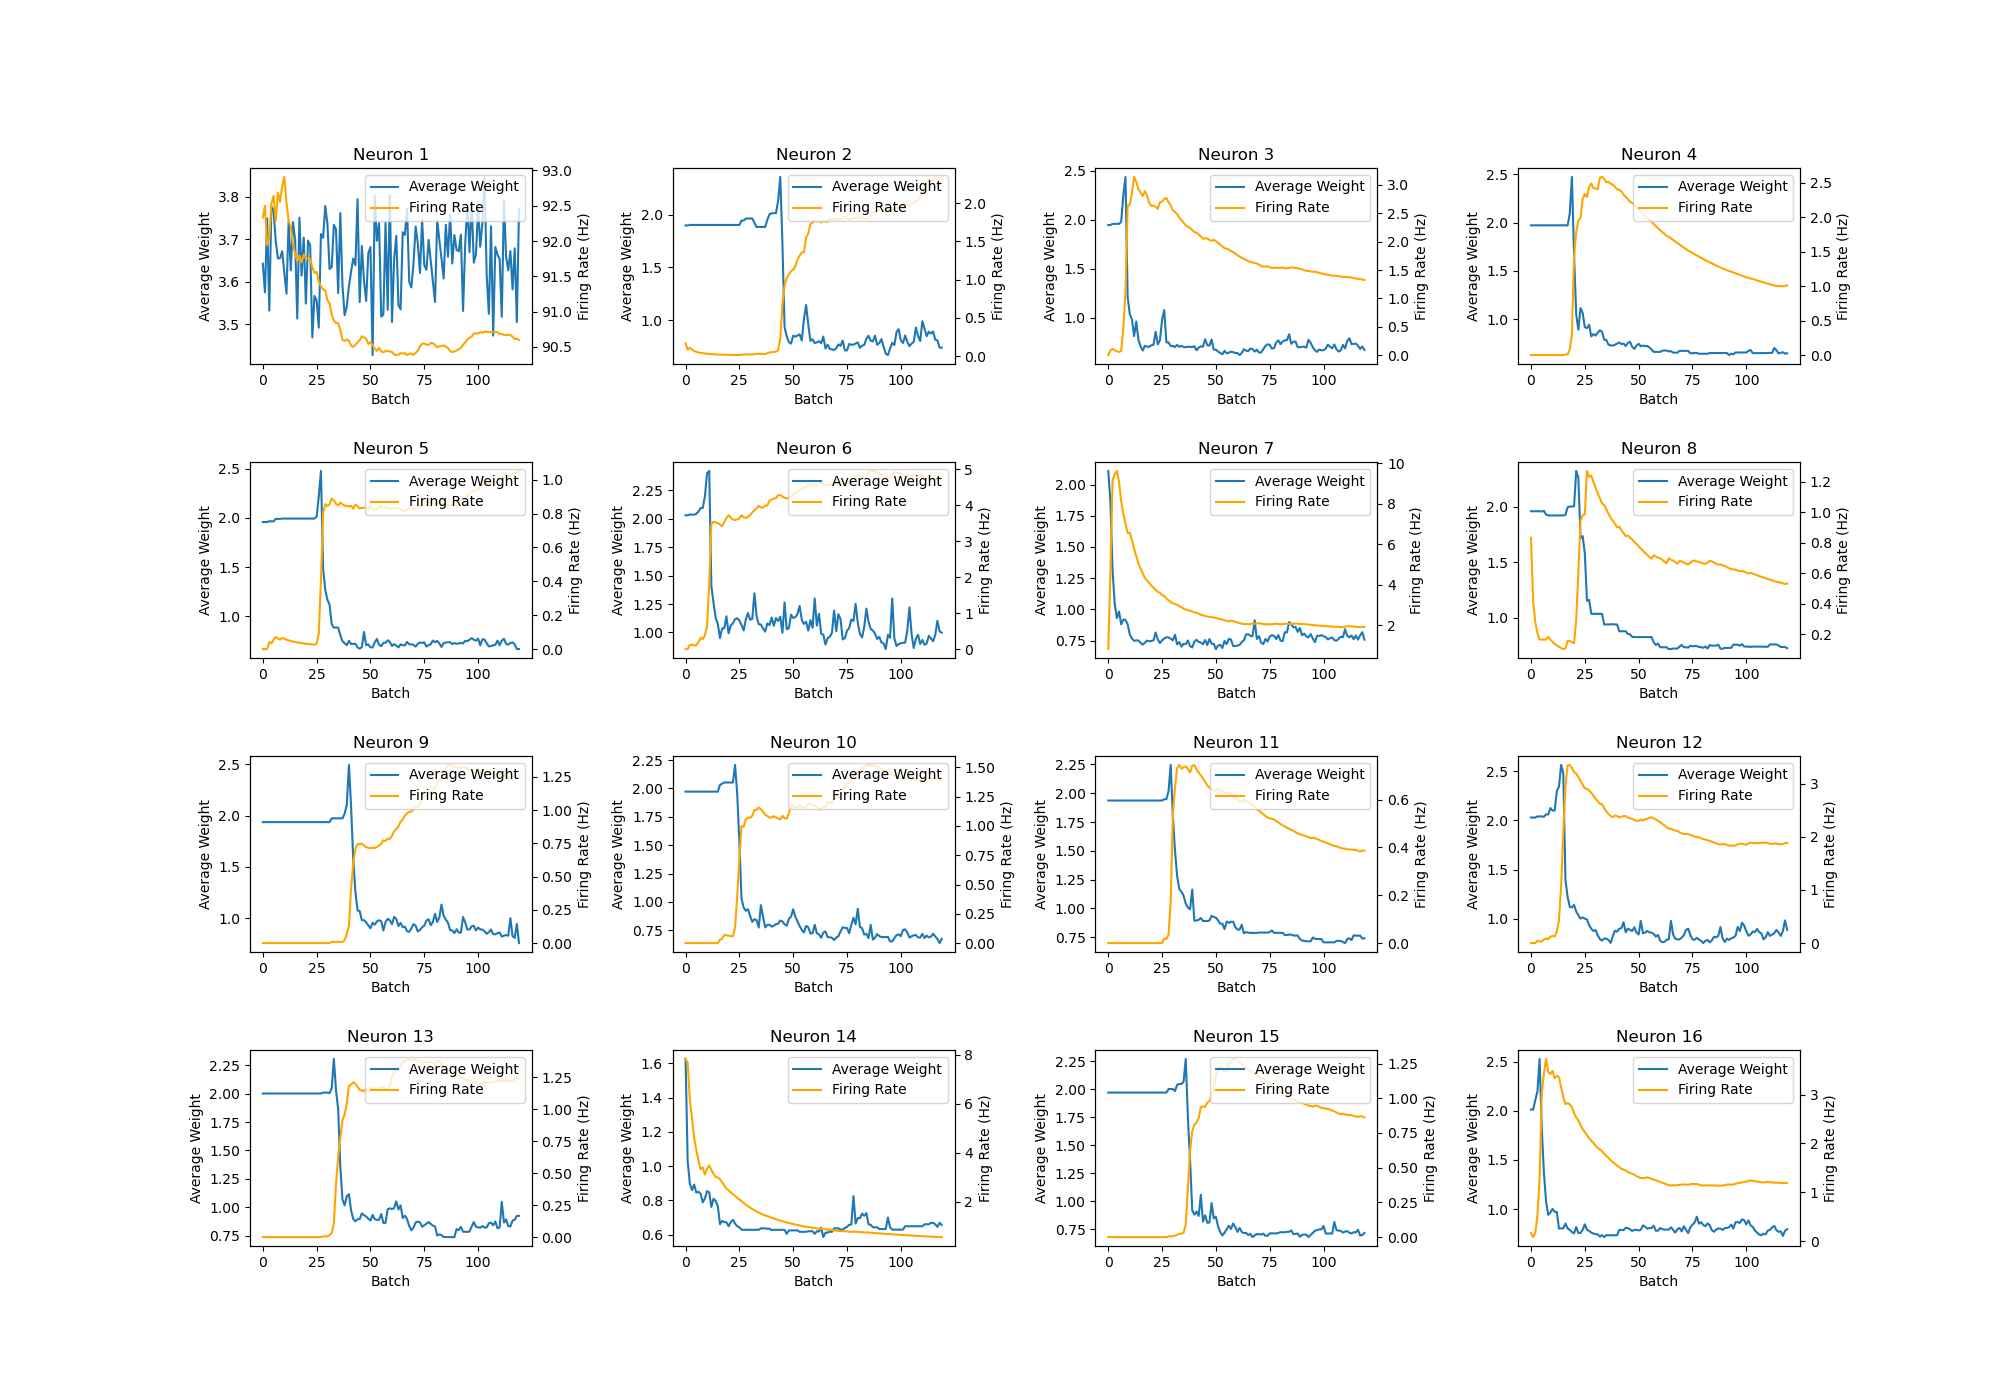 Neuron 1
Average Weight
Firing Rate
3.8
3.7
3.6
3.5
93.0
92.5
92.0
91.5
91.0
90.5
0
25
50
75
100
Average Weight
Firing Rate (Hz)
Batch
Neuron 2
Average Weight
Firing Rate
2.0
1.5
1.0
2.0
1.5
1.0
0.5
0.0
0
25
50
75
100
Average Weight
Firing Rate (Hz)
Batch
Neuron 3
Average Weight
Firing Rate
2.5
2.0
1.5
1.0
3.0
2.5
2.0
1.5
1.0
0.5
0.0
0
25
50
75
100
Average Weight
Firing Rate (Hz)
Batch
Neuron 4
Average Weight
Firing Rate
2.5
2.0
1.5
1.0
2.5
2.0
1.5
1.0
0.5
0.0
0
25
50
75
100
Average Weight
Firing Rate (Hz)
Batch
Neuron 5
Average Weight
Firing Rate
2.5
2.0
1.5
1.0
1.0
0.8
0.6
0.4
0.2
0.0
0
25
50
75
100
Average Weight
Firing Rate (Hz)
Batch
Neuron 6
Average Weight
Firing Rate
2.25
2.00
1.75
1.50
1.25
1.00
5
4
3
2
1
0
0
25
50
75
100
Average Weight
Firing Rate (Hz)
Batch
Neuron 7
Average Weight
Firing Rate
2.00
1.75
1.50
1.25
1.00
0.75
10
8
6
4
2
0
25
50
75
100
Average Weight
Firing Rate (Hz)
Batch
Neuron 8
Average Weight
Firing Rate
2.0
1.5
1.0
1.2
1.0
0.8
0.6
0.4
0.2
0
25
50
75
100
Average Weight
Firing Rate (Hz)
Batch
Neuron 9
Average Weight
Firing Rate
2.5
2.0
1.5
1.0
1.25
1.00
0.75
0.50
0.25
0.00
0
25
50
75
100
Average Weight
Firing Rate (Hz)
Batch
Neuron 10
Average Weight
Firing Rate
2.25
2.00
1.75
1.50
1.25
1.00
0.75
1.50
1.25
1.00
0.75
0.50
0.25
0.00
0
25
50
75
100
Average Weight
Firing Rate (Hz)
Batch
Neuron 11
Average Weight
Firing Rate
2.25
2.00
1.75
1.50
1.25
1.00
0.75
0.6
0.4
0.2
0.0
0
25
50
75
100
Average Weight
Firing Rate (Hz)
Batch
Neuron 12
Average Weight
Firing Rate
2.5
2.0
1.5
1.0
3
2
1
0
0
25
50
75
100
Average Weight
Firing Rate (Hz)
Batch
Neuron 13
Average Weight
Firing Rate
2.25
2.00
1.75
1.50
1.25
1.00
0.75
1.25
1.00
0.75
0.50
0.25
0.00
0
25
50
75
100
Average Weight
Firing Rate (Hz)
Batch
Neuron 14
Average Weight
Firing Rate
1.6
1.4
1.2
1.0
0.8
0.6
8
6
4
2
0
25
50
75
100
Average Weight
Firing Rate (Hz)
Batch
Neuron 15
Average Weight
Firing Rate
2.25
2.00
1.75
1.50
1.25
1.00
0.75
1.25
1.00
0.75
0.50
0.25
0.00
0
25
50
75
100
Average Weight
Firing Rate (Hz)
Batch
Neuron 16
Average Weight
Firing Rate
2.5
2.0
1.5
1.0
3
2
1
0
0
25
50
75
100
Average Weight
Firing Rate (Hz)
Batch